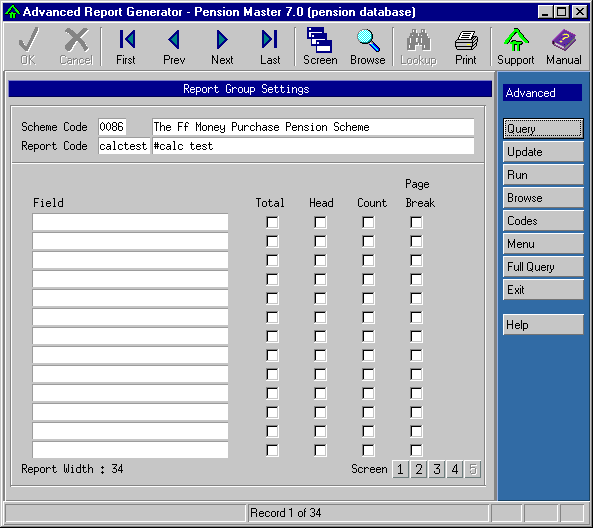 Advanced Report Generator - Pension Master 7.0 (pension database)
OK Cancel First Prev Next Last Screen Browse Lookup Print Support Manual
Report Group Settings
Advanced
Scheme Code 0086 The Ff Money Purchase Pension Scheme
Report Code calctest #calc test
Query
Update
Run
Browse
Codes
Menu
Full Query
Exit
Help
Page
Field Total Head Count Break
Report Width : 34 Screen 1 2 3 4 5
Record 1 of 34